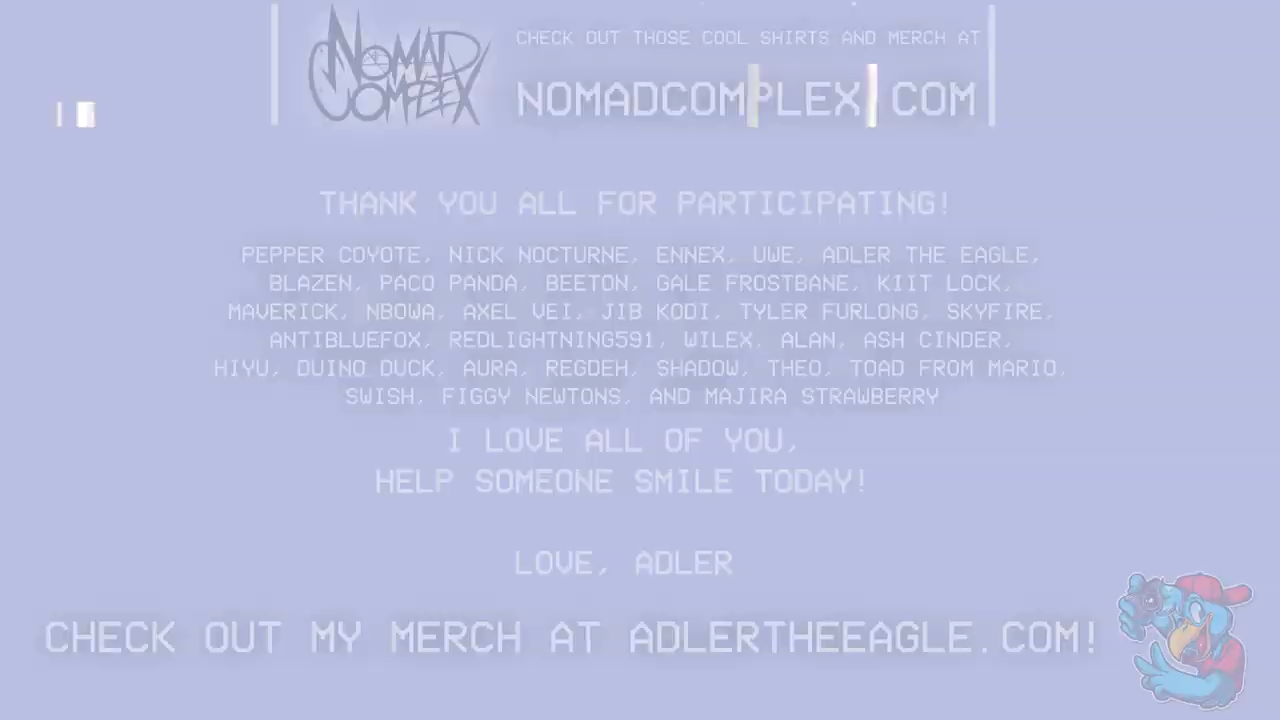 NOMAD
COMPLEX
CHECK OUT THOSE COOL SHIRTS AND MERCH AT
NOMADCOMPLEX.COM
THANK YOU ALL FOR PARTICIPATING!
PEPPER COYOTE, NICK NOCTURNE, ENNEX, UWE, ADLER THE EAGLE,
BLAZEN, PACO PANDA, BEETON, GALE FROSTBANE, KIIT LOCK,
MAVERICK, NBOWA, AXEL VEI, JIB KODI, TYLER FURLONG, SKYFIRE,
ANTIBLUEFOX, REDLIGHTNING591, WILEX, ALAN, ASH CINDER,
HIYU, DUINO DUCK, AURA, REGDEH, SHADOW, THEO, TOAD FROM MARIO,
SWISH, FIGGY NEWTONS, AND MAJIRA STRAWBERRY
I LOVE ALL OF YOU,
HELP SOMEONE SMILE TODAY!
LOVE, ADLER
CHECK OUT MY MERCH AT ADLERTHEEAGLE.COM!